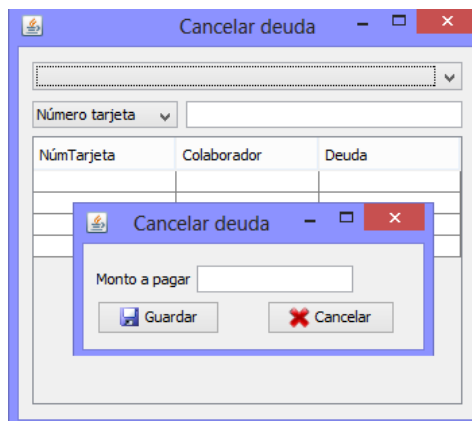 Cancelar deuda
Número tarjeta
NúmTarjeta Colaborador Deuda
Cancelar deuda
Monto a pagar
Guardar Cancelar